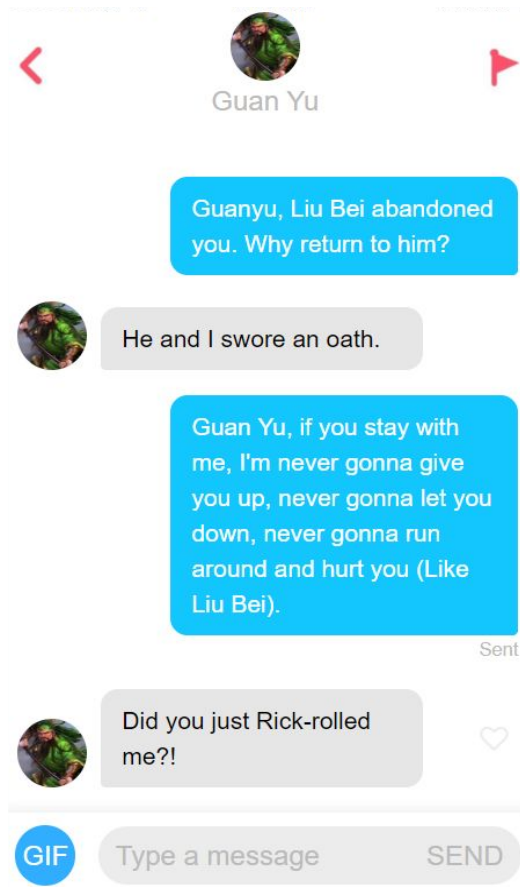 Guan Yu
Guanyu, Liu Bei abandoned
you. Why return to him?
He and I swore an oath.
Guan Yu, if you stay with
me, I'm never gonna give
you up, never gonna let you
down, never gonna run
around and hurt you (Like
Liu Bei).
Sent
Did you just Rick-rolled
me?!
GIF Type a message SEND